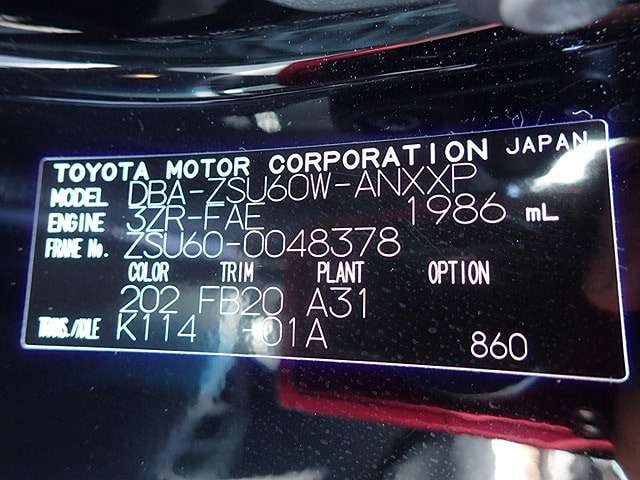 TOYOTA MOTOR CORPORATION JAPAN
MODEL DBA-ZSU60W-ANXXP
ENGINE 3ZR-FAE 1986 mL
FRAME No. ZSU60-0048378
COLOR TRIM PLANT OPTION
202 FB20 A31
TRANS./AXLE K114 -01A 860